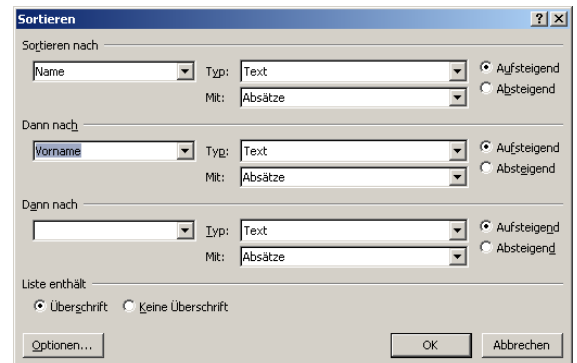 Sortieren
Sortieren nach
Name Typ: Text Aufsteigend
Mit: Absätze Absteigend
Dann nach
Vorname Typ: Text Aufsteigend
Mit: Absätze Absteigend
Dann nach
Typ: Text Aufsteigend
Mit: Absätze Absteigend
Liste enthält
Überschrift Keine Überschrift
Optionen... OK Abbrechen